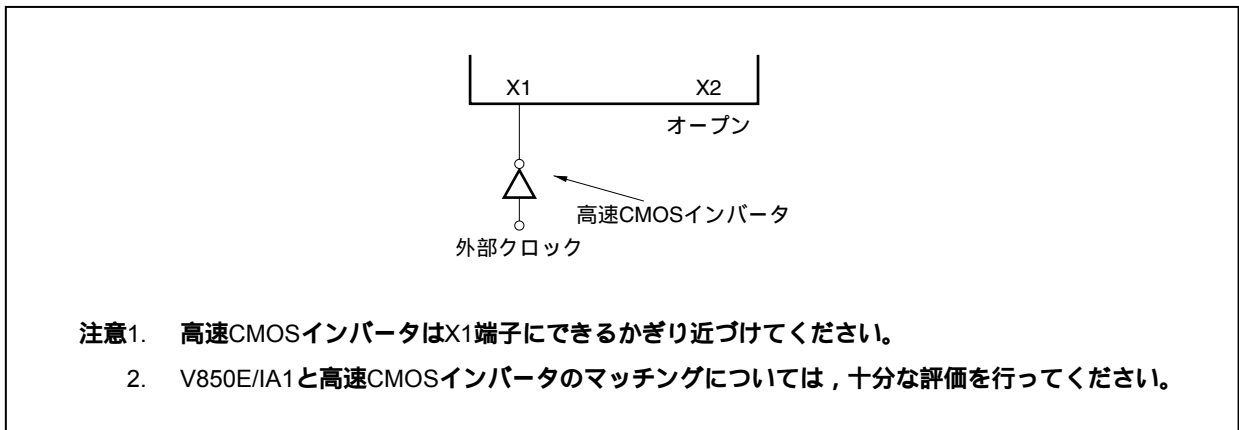 X1 X2
オープン
高速CMOSインバータ
外部クロック
注意1. 高速CMOSインバータはX1端子にできるかぎり近づけてください。
2. V850E/IA1と高速CMOSインバータのマッチングについては，十分な評価を行ってください。